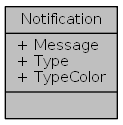 Notification
+ Message
+ Type
+ TypeColor